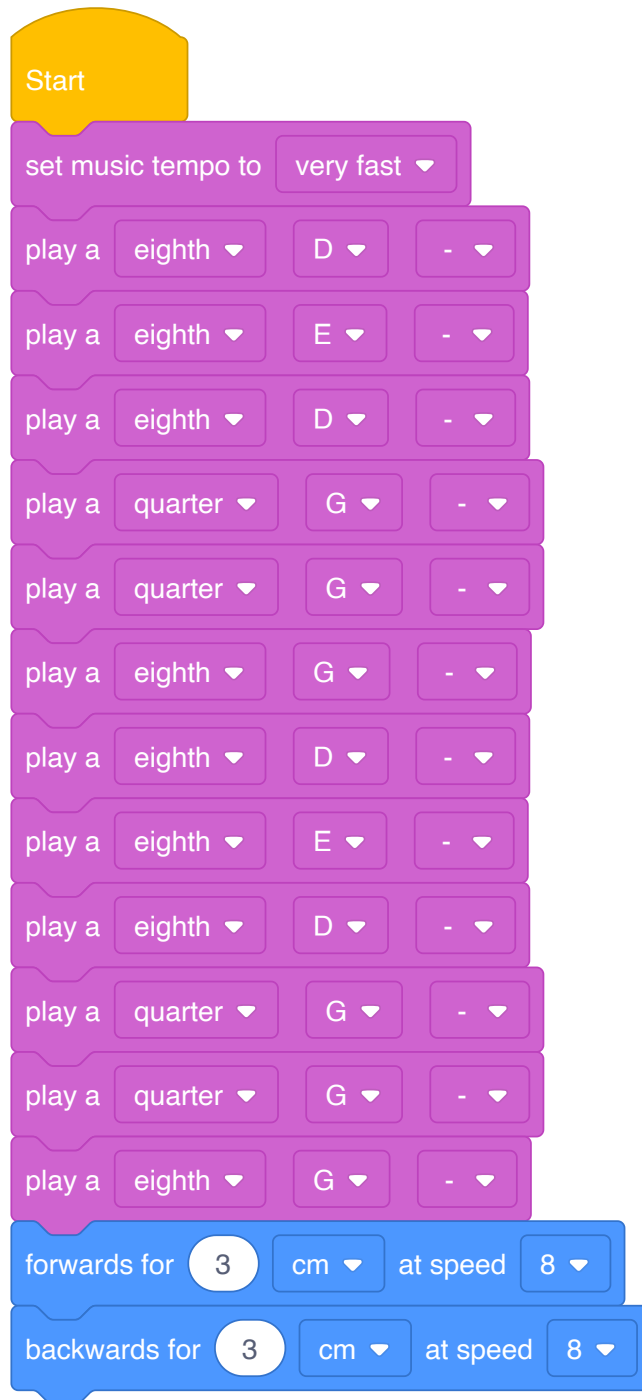 Start
set music tempo to very fast
play a eighth D -
play a eighth E -
play a eighth D -
play a quarter G -
play a quarter G -
play a eighth G -
play a eighth D -
play a eighth E -
play a eighth D -
play a quarter G -
play a quarter G -
play a eighth G -
forwards for 3 cm at speed 8
backwards for 3 cm at speed 8